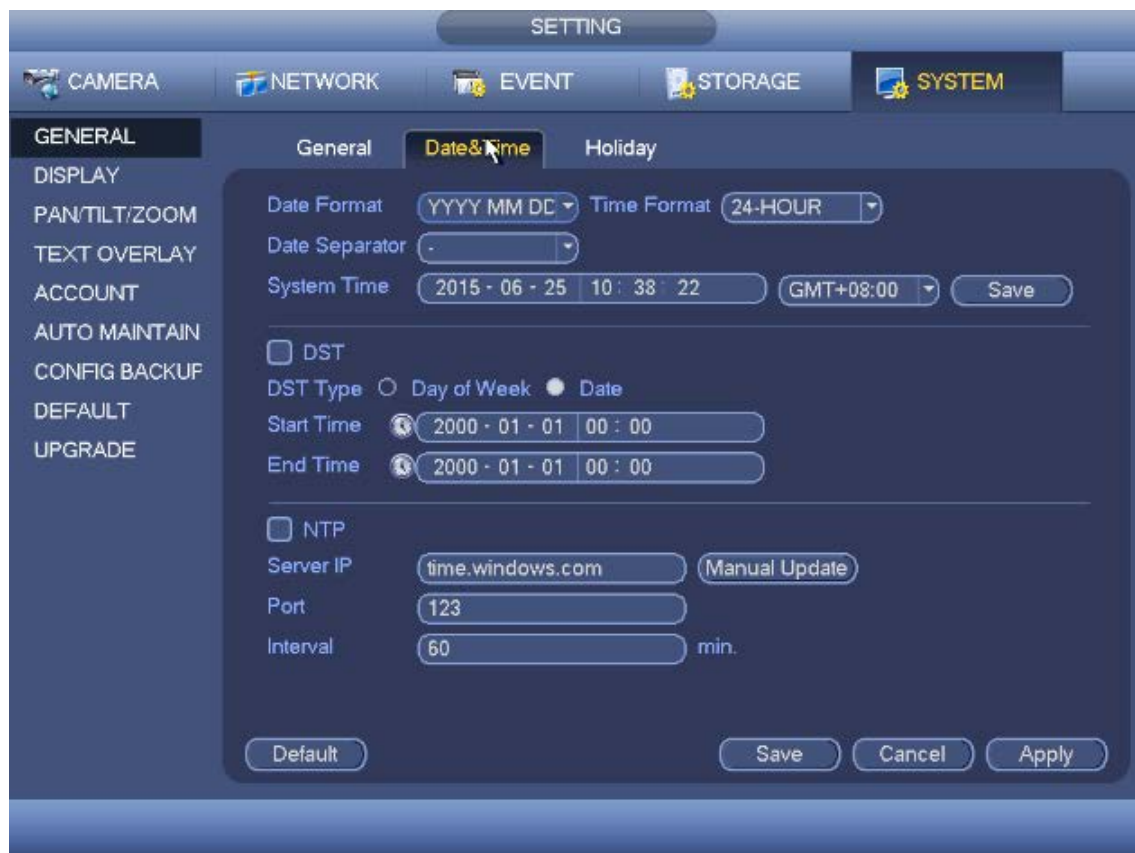 SETTING
CAMERA NETWORK EVENT STORAGE SYSTEM
GENERAL
DISPLAY
PAN/TILT/ZOOM
TEXT OVERLAY
ACCOUNT
AUTO MAINTAIN
CONFIG BACKUP
DEFAULT
UPGRADE
General Date&Time Holiday
Date Format YYYY MM DD Time Format 24-HOUR
Date Separator -
System Time 2015 - 06 - 25 10 : 38 : 22 GMT+08:00 Save
DST
DST Type Day of Week Date
Start Time 2000 - 01 - 01 00 : 00
End Time 2000 - 01 - 01 00 : 00
NTP
Server IP time.windows.com Manual Update
Port 123
Interval 60 min.
Default Save Cancel Apply